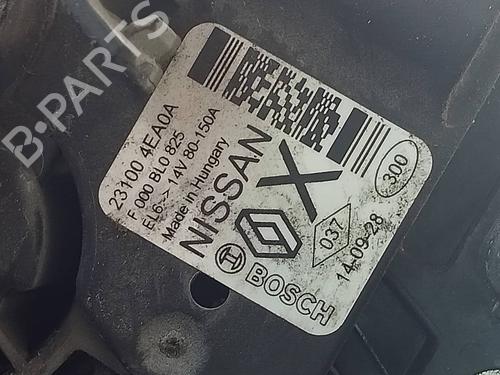 B-PARTS
23100 4EA0A
F 000 BL0 825
EL6 - 14V 80-150A
Made in Hungary
NISSAN
X
BOSCH
037
300
14-09-28